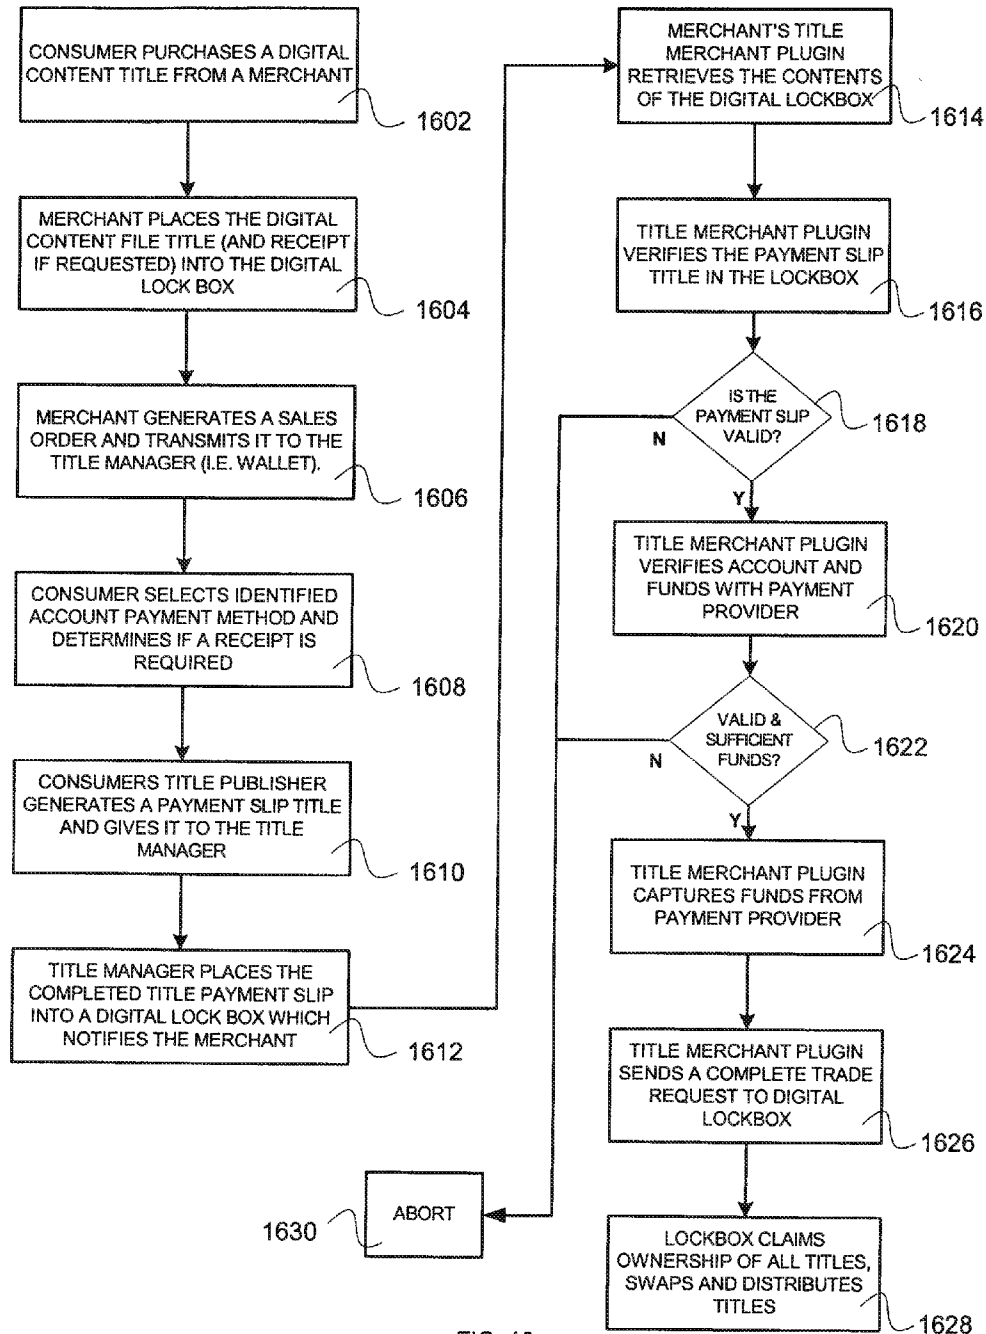 CONSUMER PURCHASES A DIGITAL
CONTENT TITLE FROM A MERCHANT
1602
MERCHANT PLACES THE DIGITAL
CONTENT FILE TITLE (AND RECEIPT
IF REQUESTED) INTO THE DIGITAL
LOCK BOX
1604
MERCHANT GENERATES A SALES
ORDER AND TRANSMITS IT TO THE
TITLE MANAGER (I.E. WALLET).
1606
CONSUMER SELECTS IDENTIFIED
ACCOUNT PAYMENT METHOD AND
DETERMINES IF A RECEIPT IS
REQUIRED
1608
CONSUMERS TITLE PUBLISHER
GENERATES A PAYMENT SLIP TITLE
AND GIVES IT TO THE TITLE
MANAGER
1610
TITLE MANAGER PLACES THE
COMPLETED TITLE PAYMENT SLIP
INTO A DIGITAL LOCK BOX WHICH
NOTIFIES THE MERCHANT
1612
MERCHANT'S TITLE
MERCHANT PLUGIN
RETRIEVES THE CONTENTS
OF THE DIGITAL LOCKBOX
1614
TITLE MERCHANT PLUGIN
VERIFIES THE PAYMENT SLIP
TITLE IN THE LOCKBOX
1616
IS THE
PAYMENT SLIP
VALID?
1618
N
Y
TITLE MERCHANT PLUGIN
VERIFIES ACCOUNT AND
FUNDS WITH PAYMENT
PROVIDER
1620
VALID &
SUFFICIENT
FUNDS?
1622
N
Y
TITLE MERCHANT PLUGIN
CAPTURES FUNDS FROM
PAYMENT PROVIDER
1624
TITLE MERCHANT PLUGIN
SENDS A COMPLETE TRADE
REQUEST TO DIGITAL
LOCKBOX
1626
LOCKBOX CLAIMS
OWNERSHIP OF ALL TITLES,
SWAPS AND DISTRIBUTES
TITLES
1628
ABORT
1630